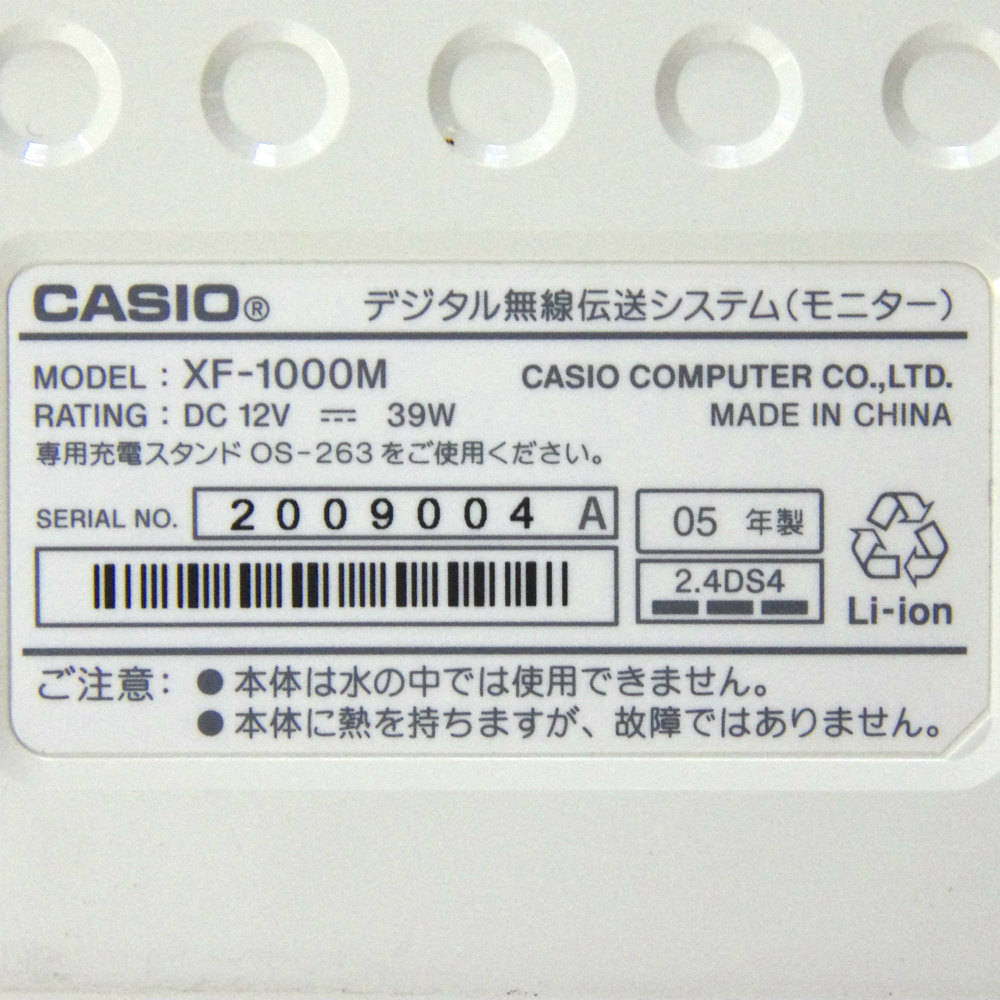 CASIO® デジタル無線伝送システム(モニター)
MODEL : XF-1000M CASIO COMPUTER CO.,LTD.
RATING : DC 12V ⎓ 39W MADE IN CHINA
専用充電スタンド OS-263 をご使用ください。
SERIAL NO. 2009004 A 05 年製
2.4DS4
Li-ion
ご注意: ● 本体は水の中では使用できません。
● 本体に熱を持ちますが、故障ではありません。